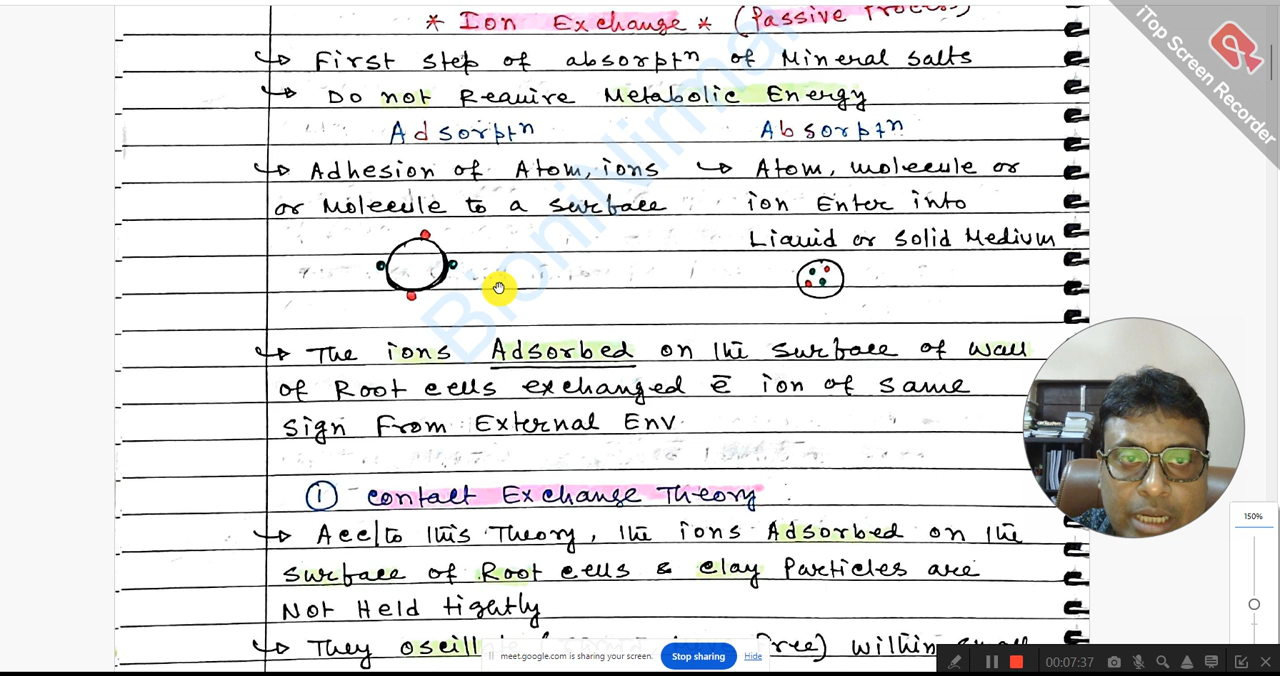 * Ion Exchange * (Passive Process)
↳ First step of absorptⁿ of Mineral salts
↳ Do not Require Metabolic Energy
Adsorptⁿ
Absorptⁿ
↳ Adhesion of Atom, ions
or Molecule to a surface
↳ Atom, molecule or
ion Enter into
Liquid or solid Medium
↳ The ions Adsorbed on the surface of wall
of Root cells exchanged c̄ ion of same
sign From External Env.
① contact Exchange Theory
↳ Acc/to this Theory, the ions Adsorbed on the
surface of Root cells & clay Particles are
Not Held tightly
↳ They free) within small
BioniNirman
iTop Screen Recorder
150%
meet.google.com is sharing your screen.
Stop sharing
Hide
00:07:37